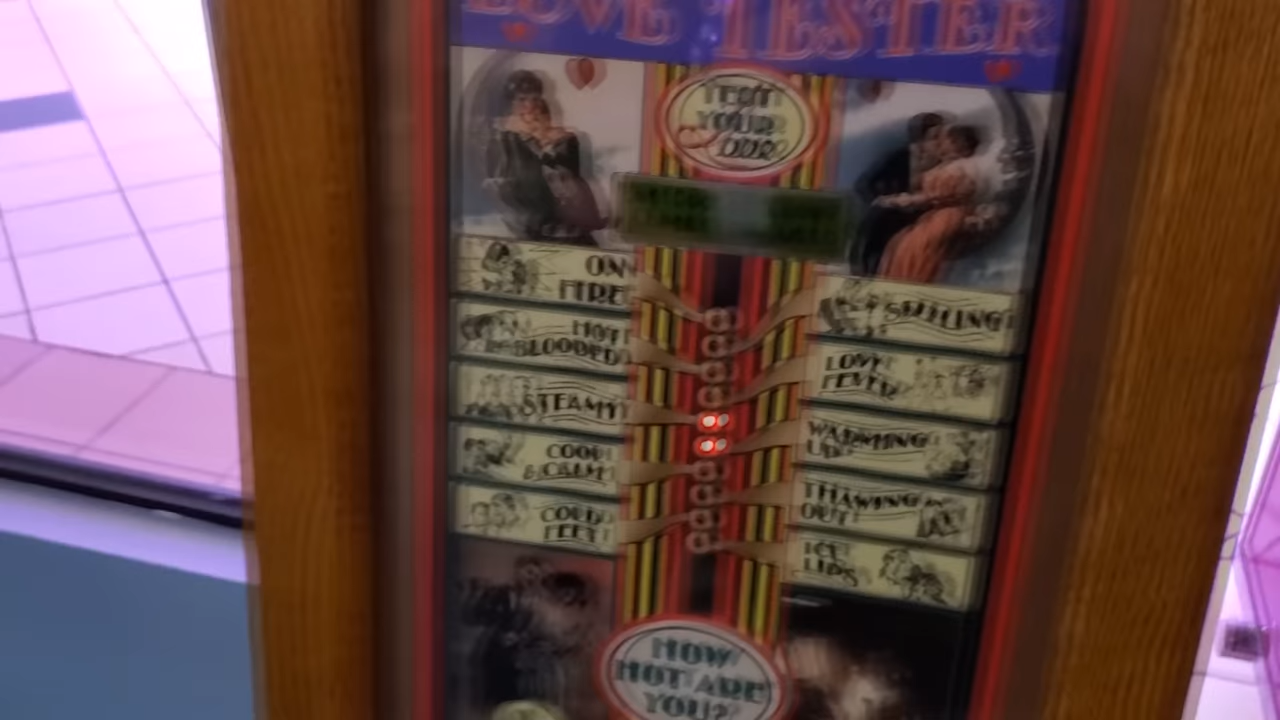 LOVE TESTER
TEST
YOUR
LOVE
ON
FIRE
HOT
BLOODED
STEAMY
COOL
& CALM
COLD
FEET
SIZZLING
LOVE
FEVER
WARMING
UP
THAWING
OUT
ICE
LIPS
HOW
HOT ARE
YOU?